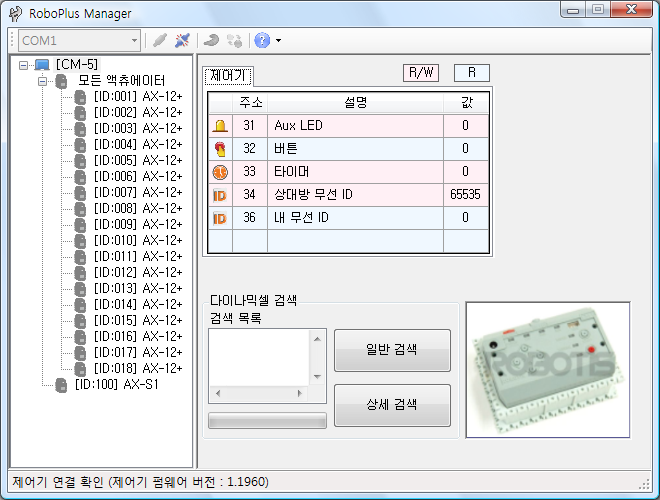 RoboPlus Manager
COM1
[CM-5]
모든 액츄에이터
[ID:001] AX-12+
[ID:002] AX-12+
[ID:003] AX-12+
[ID:004] AX-12+
[ID:005] AX-12+
[ID:006] AX-12+
[ID:007] AX-12+
[ID:008] AX-12+
[ID:009] AX-12+
[ID:010] AX-12+
[ID:011] AX-12+
[ID:012] AX-12+
[ID:013] AX-12+
[ID:014] AX-12+
[ID:015] AX-12+
[ID:016] AX-12+
[ID:017] AX-12+
[ID:018] AX-12+
[ID:100] AX-S1
제어기 R/W R
주소 설명 값
31 Aux LED 0
32 버튼 0
33 타이머 0
ID 34 상대방 무선 ID 65535
ID 36 내 무선 ID 0
다이나믹셀 검색
검색 목록
일반 검색
상세 검색
ROBOTIS
제어기 연결 확인 (제어기 펌웨어 버전 : 1.1960)